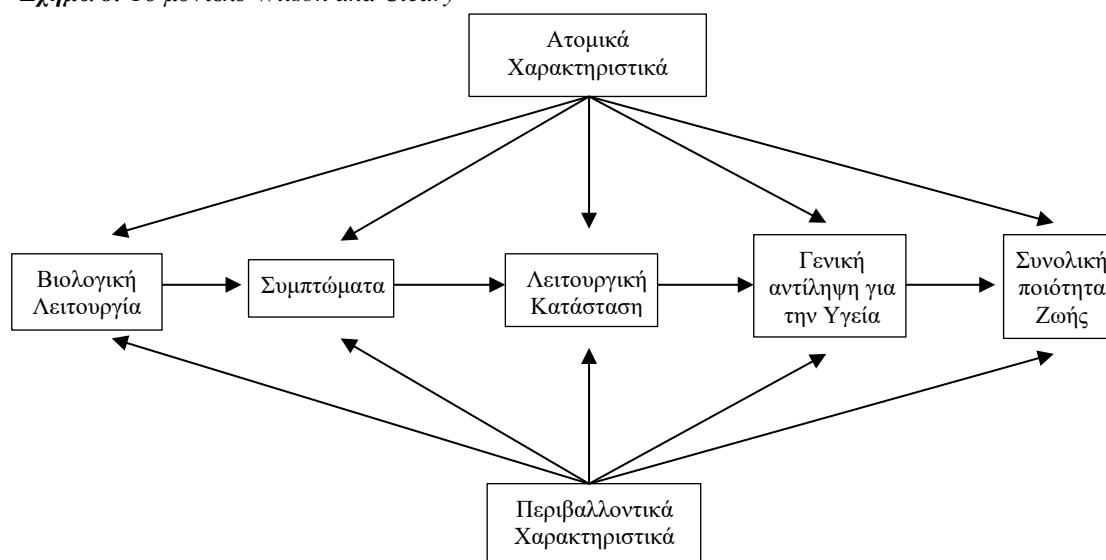 Σχήμα Το μοντέλο Wilson and Cleary
Ατομικά
Χαρακτηριστικά
Βιολογική
Λειτουργία
Συμπτώματα
Λειτουργική
Κατάσταση
Γενική
αντίληψη για
την Υγεία
Συνολική
ποιότητα
Ζωής
Περιβαλλοντικά
Χαρακτηριστικά